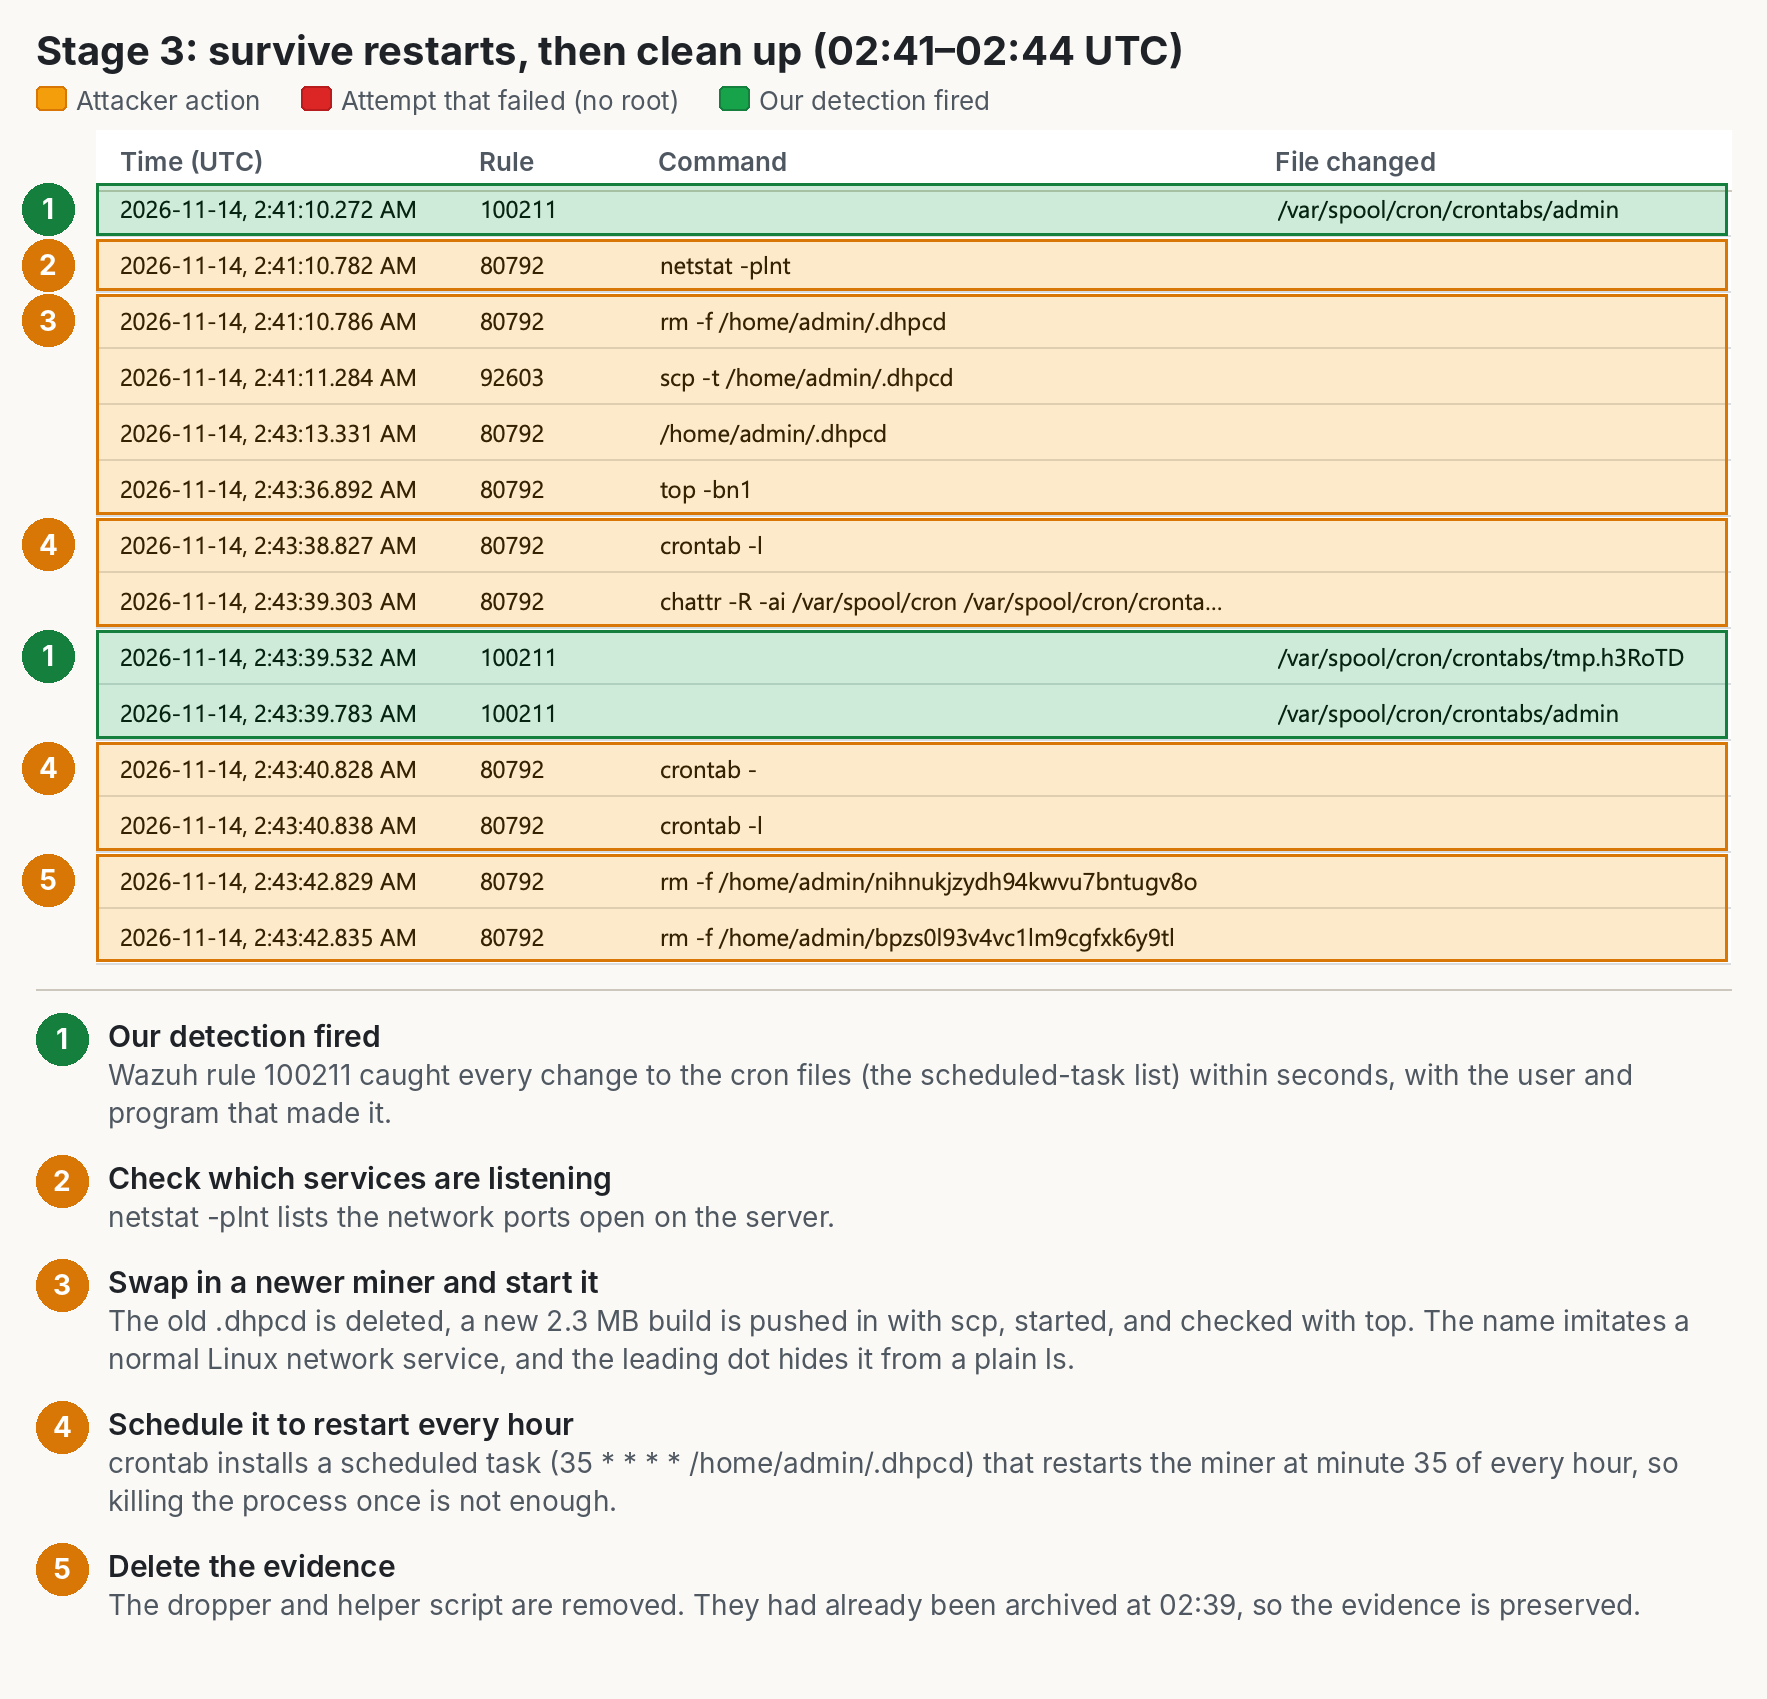 Stage 3: survive restarts, then clean up (02:41–02:44 UTC)
Attacker action Attempt that failed (no root) Our detection fired
Time (UTC) Rule Command File changed
1 2026-11-14, 2:41:10.272 AM 100211 /var/spool/cron/crontabs/admin
2 2026-11-14, 2:41:10.782 AM 80792 netstat -plnt
3 2026-11-14, 2:41:10.786 AM 80792 rm -f /home/admin/.dhpcd
2026-11-14, 2:41:11.284 AM 92603 scp -t /home/admin/.dhpcd
2026-11-14, 2:43:13.331 AM 80792 /home/admin/.dhpcd
2026-11-14, 2:43:36.892 AM 80792 top -bn1
4 2026-11-14, 2:43:38.827 AM 80792 crontab -l
2026-11-14, 2:43:39.303 AM 80792 chattr -R -ai /var/spool/cron /var/spool/cron/cronta...
1 2026-11-14, 2:43:39.532 AM 100211 /var/spool/cron/crontabs/tmp.h3RoTD
2026-11-14, 2:43:39.783 AM 100211 /var/spool/cron/crontabs/admin
4 2026-11-14, 2:43:40.828 AM 80792 crontab -
2026-11-14, 2:43:40.838 AM 80792 crontab -l
5 2026-11-14, 2:43:42.829 AM 80792 rm -f /home/admin/nihnukjzydh94kwvu7bntugv8o
2026-11-14, 2:43:42.835 AM 80792 rm -f /home/admin/bpzs0l93v4vc1lm9cgfxk6y9tl
1 Our detection fired
Wazuh rule 100211 caught every change to the cron files (the scheduled-task list) within seconds, with the user and
program that made it.
2 Check which services are listening
netstat -plnt lists the network ports open on the server.
3 Swap in a newer miner and start it
The old .dhpcd is deleted, a new 2.3 MB build is pushed in with scp, started, and checked with top. The name imitates a
normal Linux network service, and the leading dot hides it from a plain ls.
4 Schedule it to restart every hour
crontab installs a scheduled task (35 * * * * /home/admin/.dhpcd) that restarts the miner at minute 35 of every hour, so
killing the process once is not enough.
5 Delete the evidence
The dropper and helper script are removed. They had already been archived at 02:39, so the evidence is preserved.